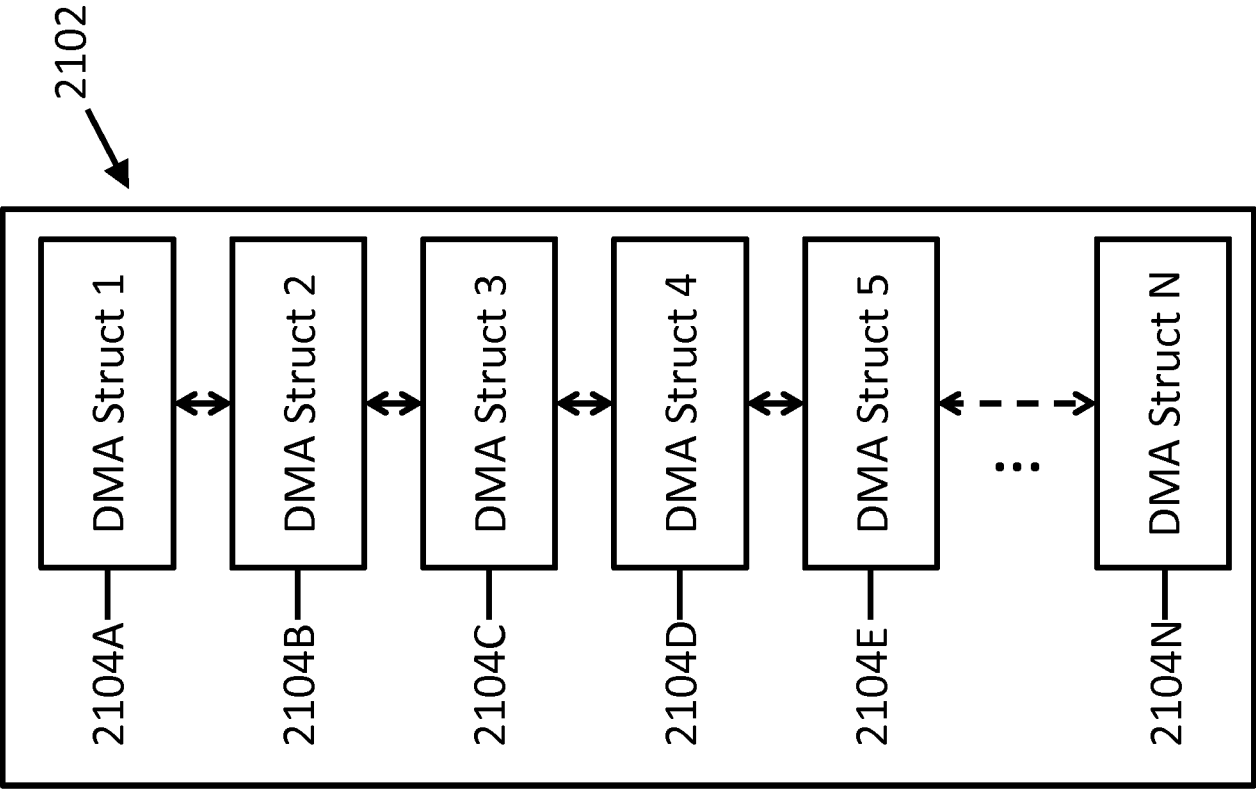 2102
DMA Struct 1
DMA Struct 2
DMA Struct 3
DMA Struct 4
DMA Struct 5
...
DMA Struct N
2104A
2104B
2104C
2104D
2104E
2104N